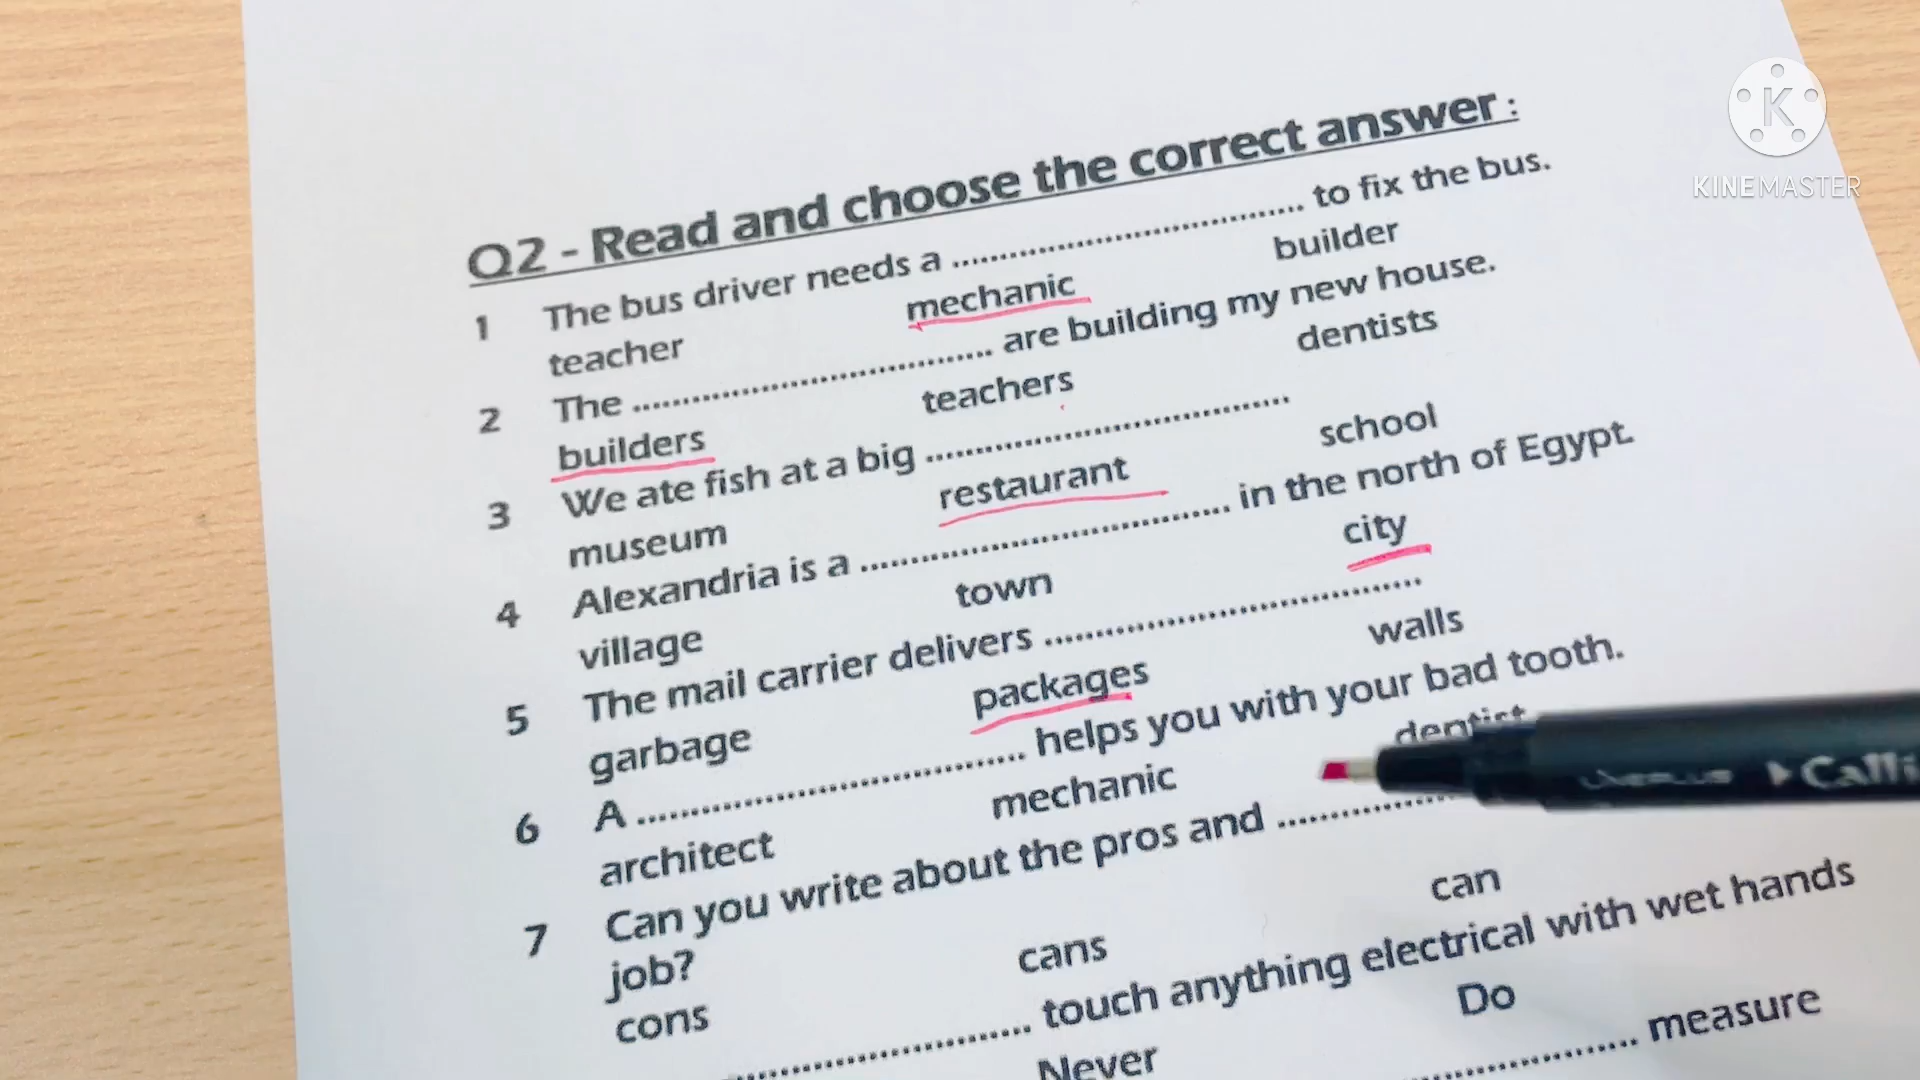 KINEMASTER
Q2 - Read and choose the correct answer :
1 The bus driver needs a ................................ to fix the bus.
teacher mechanic builder
2 The ................................ are building my new house.
builders teachers dentists
3 We ate fish at a big ................................
museum restaurant school
4 Alexandria is a ................................ in the north of Egypt.
village town city
5 The mail carrier delivers ................................
garbage packages walls
6 A ................................ helps you with your bad tooth.
architect mechanic dentist
7 Can you write about the pros and ................
job?
cons cans can
................................ touch anything electrical with wet hands
Never Do
................ measure